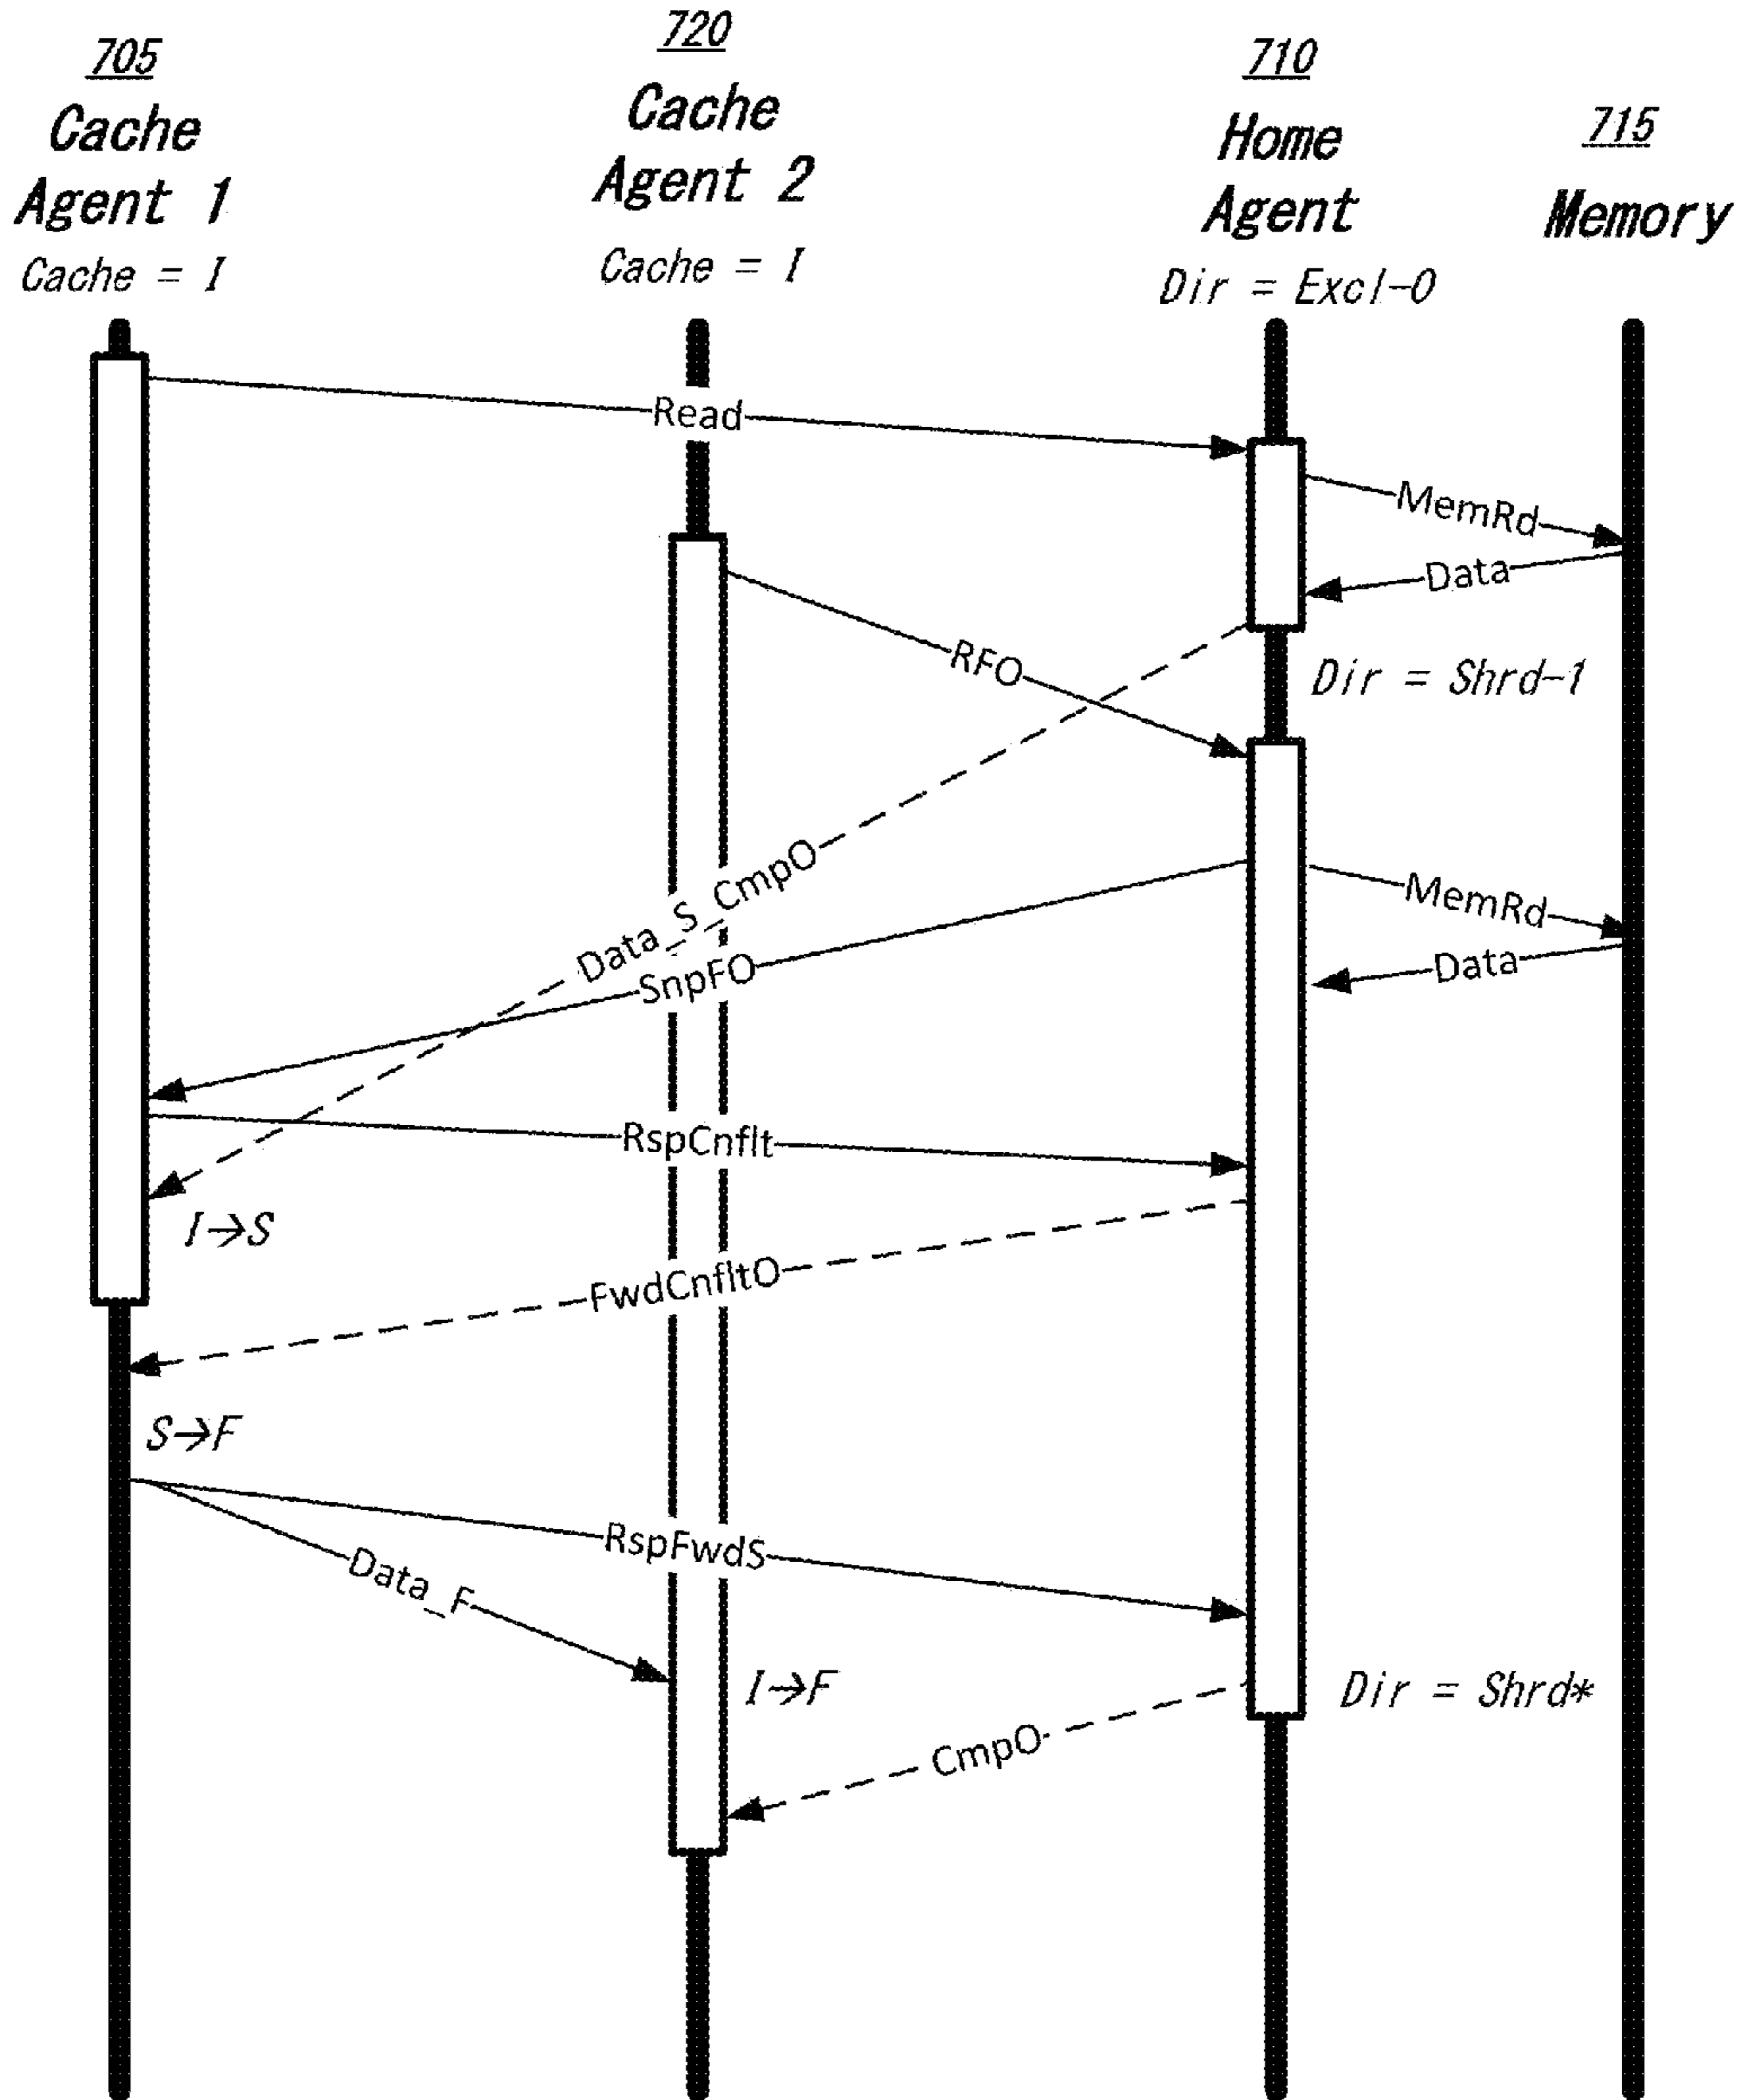 705
Cache
Agent 1
Cache = I
720
Cache
Agent 2
Cache = I
710
Home
Agent
Dir = Excl-0
715
Memory
Read
MemRd
Data
RFO
Dir = Shrd-1
Data_S_CmpO
MemRd
SnpFO
Data
RspCnflt
I→S
FwdCnfltO
S→F
RspFwdS
Data_F
I→F
Dir = Shrd*
CmpO